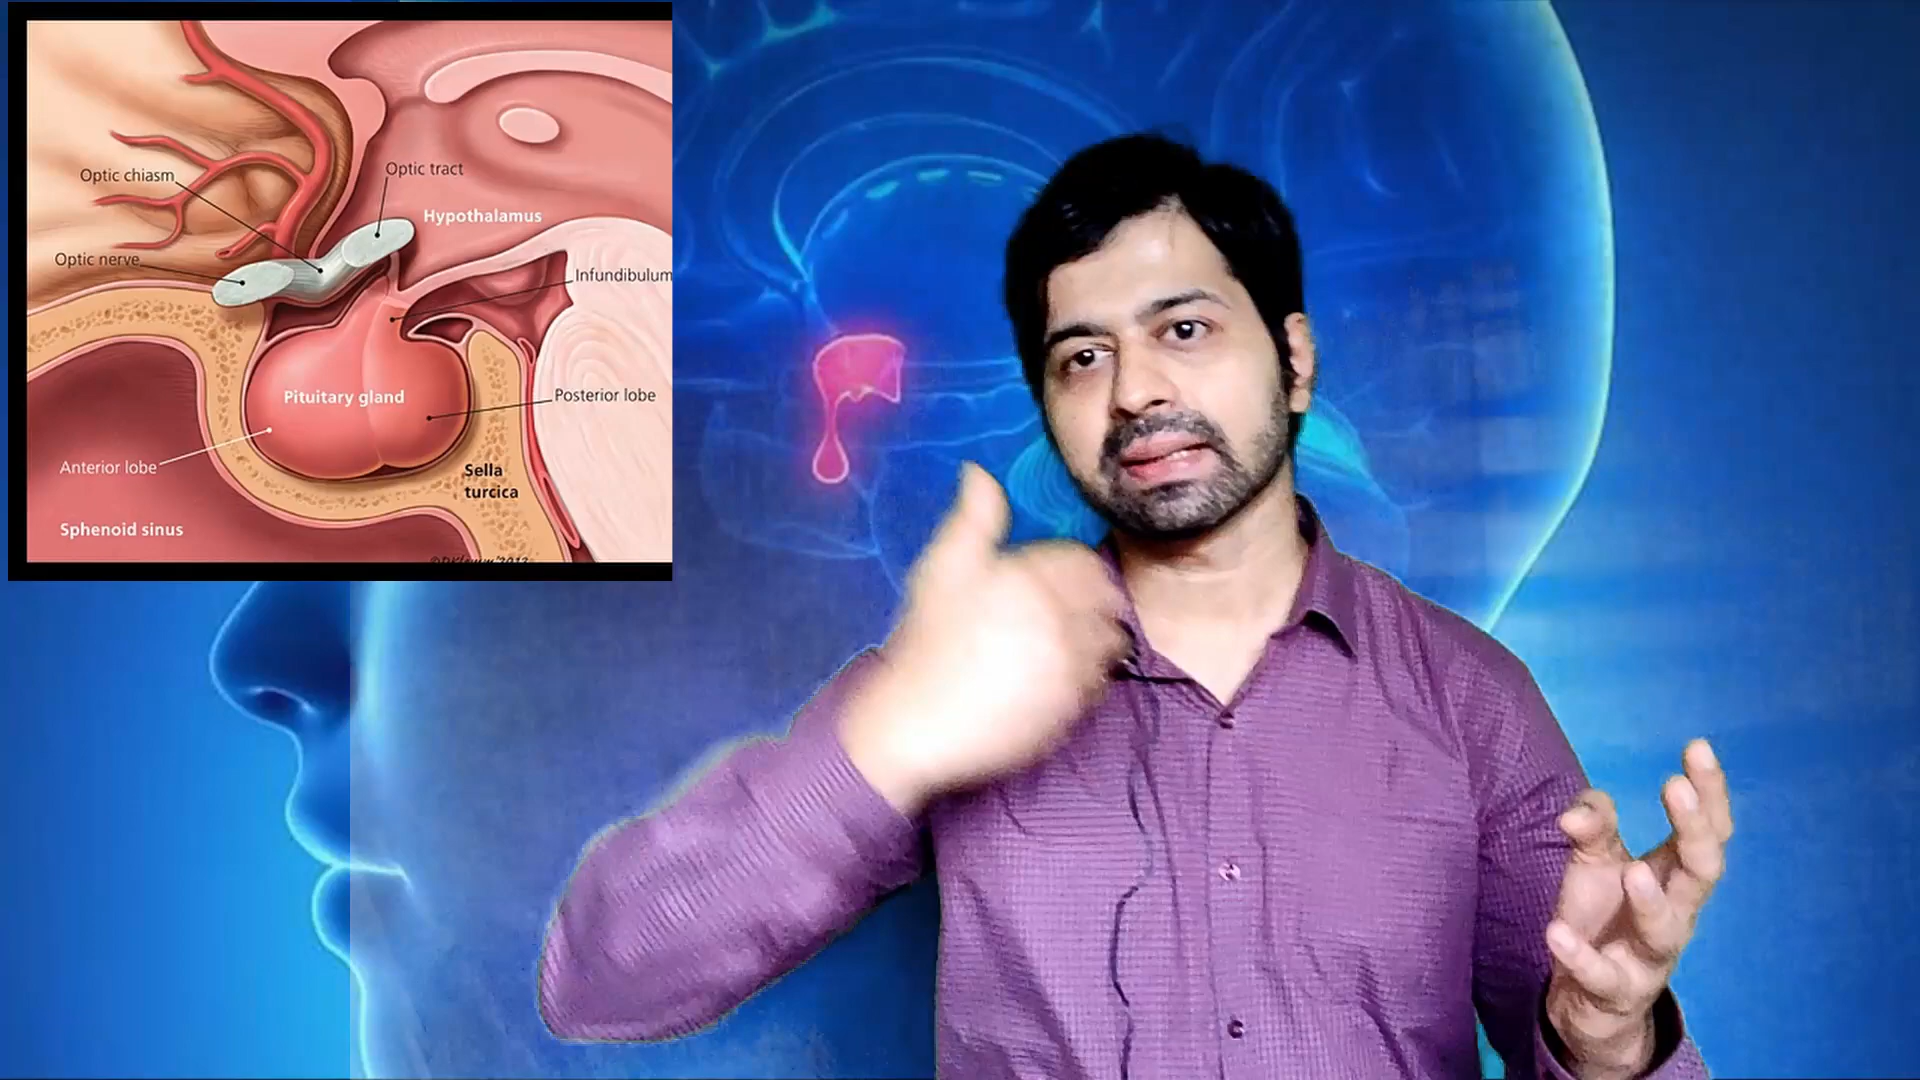 Optic chiasm
Optic tract
Hypothalamus
Optic nerve
Infundibulum
Pituitary gland
Posterior lobe
Anterior lobe
Sella
turcica
Sphenoid sinus